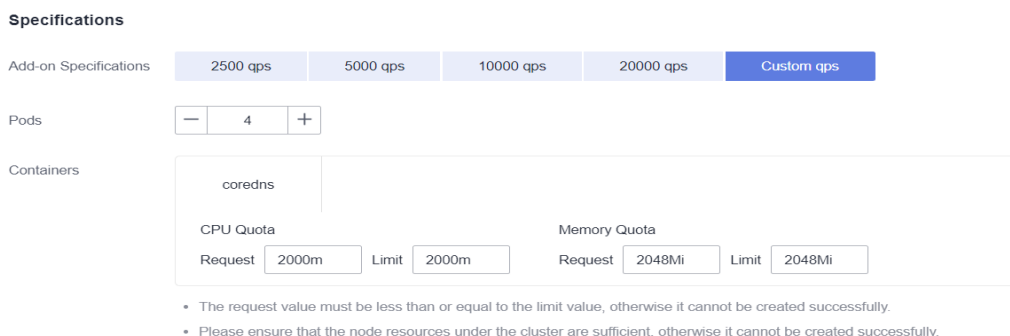 Specifications
Add-on Specifications 2500 qps 5000 qps 10000 qps 20000 qps Custom qps
Pods — 4 +
Containers
coredns
CPU Quota Memory Quota
Request 2000m Limit 2000m Request 2048Mi Limit 2048Mi
• The request value must be less than or equal to the limit value, otherwise it cannot be created successfully.
• Please ensure that the node resources under the cluster are sufficient, otherwise it cannot be created successfully.